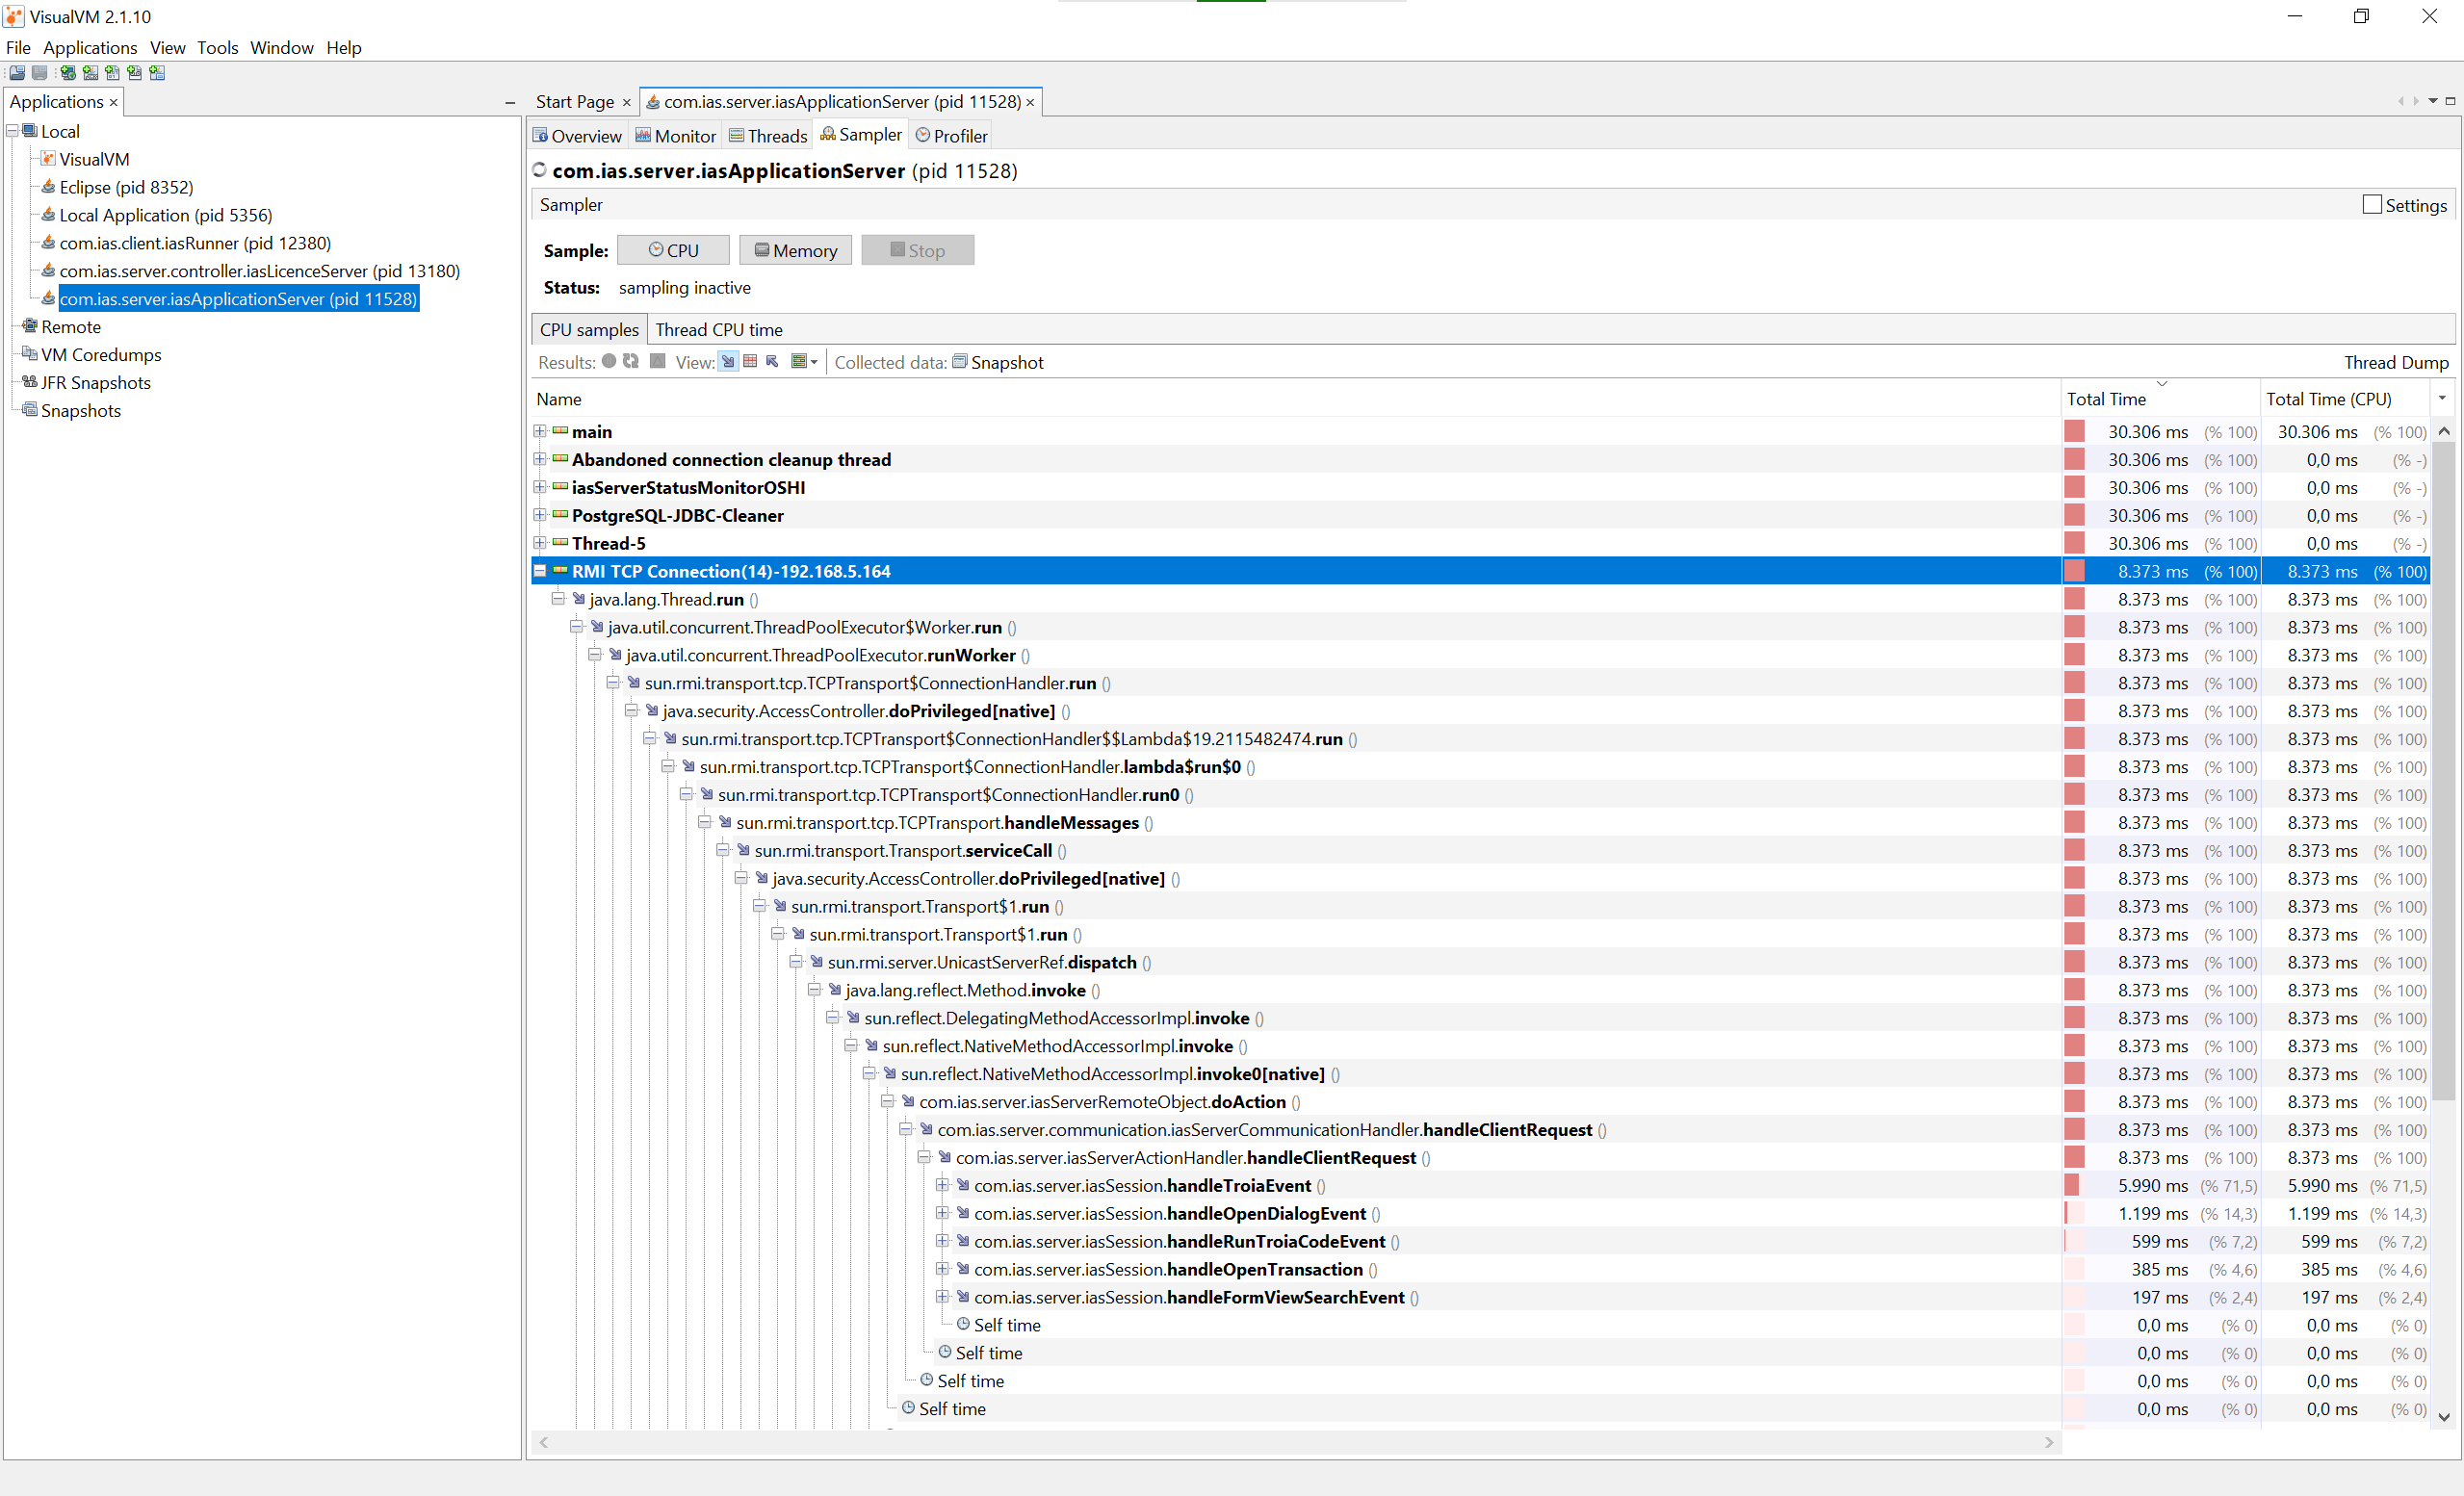 VisualVM 2.1.10
File Applications View Tools Window Help
Applications
Start Page
com.ias.server.iasApplicationServer (pid 11528)
Local
VisualVM
Eclipse (pid 8352)
Local Application (pid 5356)
com.ias.client.iasRunner (pid 12380)
com.ias.server.controller.iasLicenceServer (pid 13180)
com.ias.server.iasApplicationServer (pid 11528)
Remote
VM Coredumps
JFR Snapshots
Snapshots
Overview Monitor Threads Sampler Profiler
com.ias.server.iasApplicationServer (pid 11528)
Sampler Settings
Sample: CPU Memory Stop
Status: sampling inactive
CPU samples Thread CPU time
Results: View: Collected data: Snapshot Thread Dump
Name Total Time Total Time (CPU)
main 30.306 ms (% 100) 30.306 ms (% 100)
Abandoned connection cleanup thread 30.306 ms (% 100) 0,0 ms (% -)
iasServerStatusMonitorOSHI 30.306 ms (% 100) 0,0 ms (% -)
PostgreSQL-JDBC-Cleaner 30.306 ms (% 100) 0,0 ms (% -)
Thread-5 30.306 ms (% 100) 0,0 ms (% -)
RMI TCP Connection(14)-192.168.5.164 8.373 ms (% 100) 8.373 ms (% 100)
java.lang.Thread.run () 8.373 ms (% 100) 8.373 ms (% 100)
java.util.concurrent.ThreadPoolExecutor$Worker.run () 8.373 ms (% 100) 8.373 ms (% 100)
java.util.concurrent.ThreadPoolExecutor.runWorker () 8.373 ms (% 100) 8.373 ms (% 100)
sun.rmi.transport.tcp.TCPTransport$ConnectionHandler.run () 8.373 ms (% 100) 8.373 ms (% 100)
java.security.AccessController.doPrivileged[native] () 8.373 ms (% 100) 8.373 ms (% 100)
sun.rmi.transport.tcp.TCPTransport$ConnectionHandler$$Lambda$19.2115482474.run () 8.373 ms (% 100) 8.373 ms (% 100)
sun.rmi.transport.tcp.TCPTransport$ConnectionHandler.lambda$run$0 () 8.373 ms (% 100) 8.373 ms (% 100)
sun.rmi.transport.tcp.TCPTransport$ConnectionHandler.run0 () 8.373 ms (% 100) 8.373 ms (% 100)
sun.rmi.transport.tcp.TCPTransport.handleMessages () 8.373 ms (% 100) 8.373 ms (% 100)
sun.rmi.transport.Transport.serviceCall () 8.373 ms (% 100) 8.373 ms (% 100)
java.security.AccessController.doPrivileged[native] () 8.373 ms (% 100) 8.373 ms (% 100)
sun.rmi.transport.Transport$1.run () 8.373 ms (% 100) 8.373 ms (% 100)
sun.rmi.transport.Transport$1.run () 8.373 ms (% 100) 8.373 ms (% 100)
sun.rmi.server.UnicastServerRef.dispatch () 8.373 ms (% 100) 8.373 ms (% 100)
java.lang.reflect.Method.invoke () 8.373 ms (% 100) 8.373 ms (% 100)
sun.reflect.DelegatingMethodAccessorImpl.invoke () 8.373 ms (% 100) 8.373 ms (% 100)
sun.reflect.NativeMethodAccessorImpl.invoke () 8.373 ms (% 100) 8.373 ms (% 100)
sun.reflect.NativeMethodAccessorImpl.invoke0[native] () 8.373 ms (% 100) 8.373 ms (% 100)
com.ias.server.iasServerRemoteObject.doAction () 8.373 ms (% 100) 8.373 ms (% 100)
com.ias.server.communication.iasServerCommunicationHandler.handleClientRequest () 8.373 ms (% 100) 8.373 ms (% 100)
com.ias.server.iasServerActionHandler.handleClientRequest () 8.373 ms (% 100) 8.373 ms (% 100)
com.ias.server.iasSession.handleTroiaEvent () 5.990 ms (% 71,5) 5.990 ms (% 71,5)
com.ias.server.iasSession.handleOpenDialogEvent () 1.199 ms (% 14,3) 1.199 ms (% 14,3)
com.ias.server.iasSession.handleRunTroiaCodeEvent () 599 ms (% 7,2) 599 ms (% 7,2)
com.ias.server.iasSession.handleOpenTransaction () 385 ms (% 4,6) 385 ms (% 4,6)
com.ias.server.iasSession.handleFormViewSearchEvent () 197 ms (% 2,4) 197 ms (% 2,4)
Self time 0,0 ms (% 0) 0,0 ms (% 0)
Self time 0,0 ms (% 0) 0,0 ms (% 0)
Self time 0,0 ms (% 0) 0,0 ms (% 0)
Self time 0,0 ms (% 0) 0,0 ms (% 0)